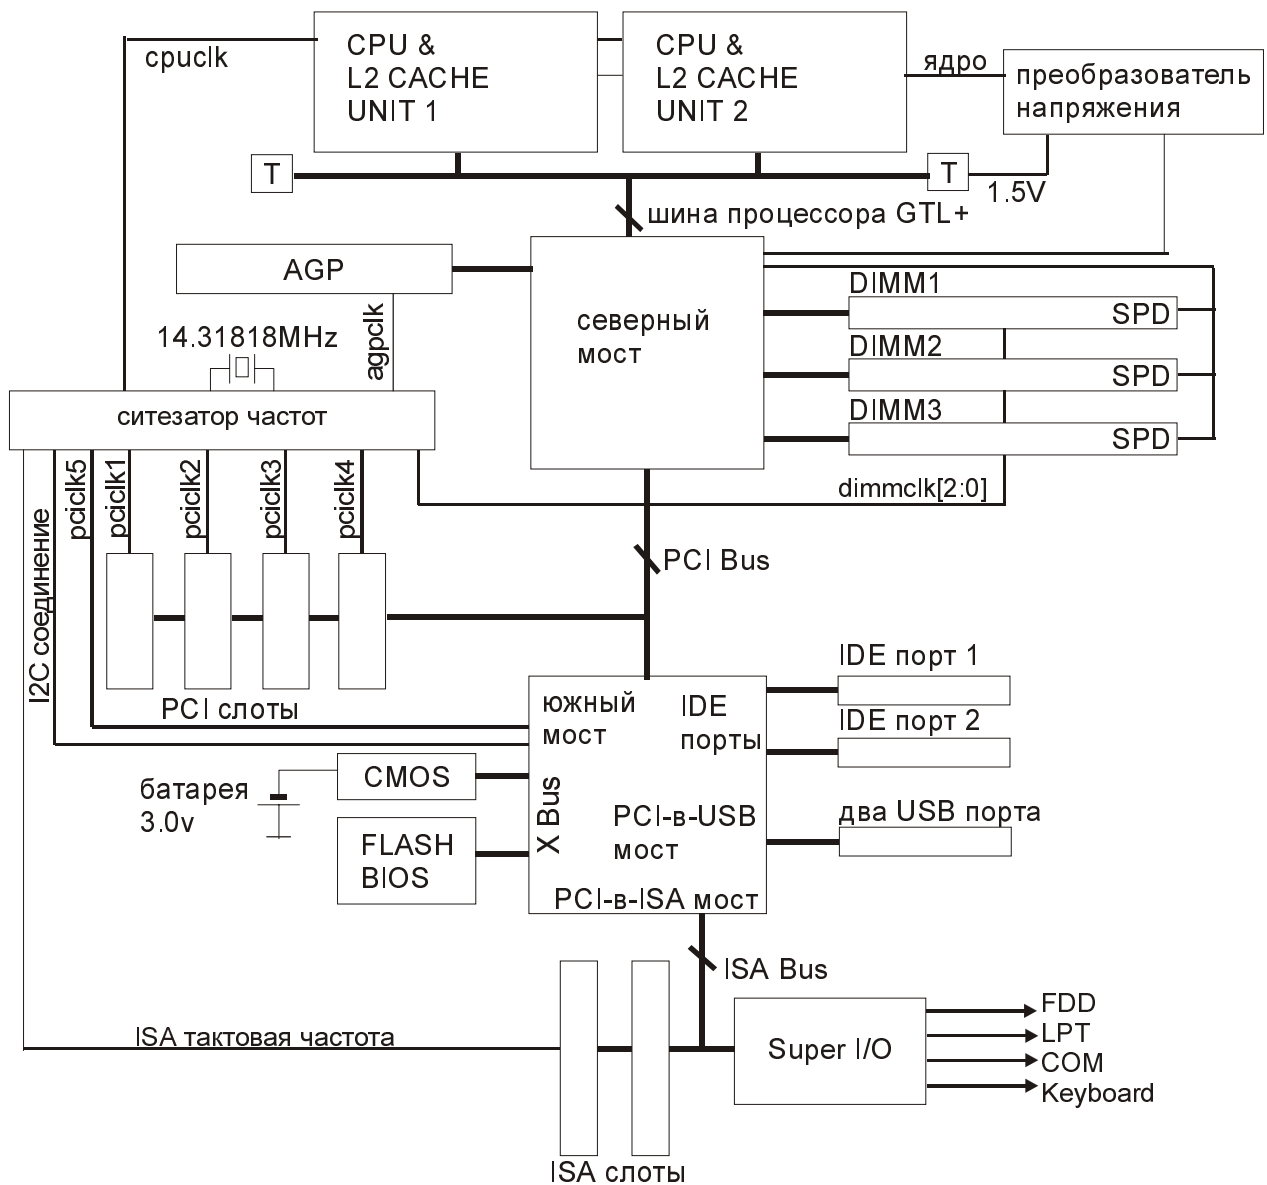 cpuclk
CPU &
L2 CACHE
UNIT 1
CPU &
L2 CACHE
UNIT 2
ядро
преобразователь
напряжения
T
T
1.5V
шина процессора GTL+
AGP
северный
мост
DIMM1
SPD
DIMM2
SPD
DIMM3
SPD
14.31818MHz
agpclk
ситезатор частот
pciclk5
pciclk1
pciclk2
pciclk3
pciclk4
dimmclk[2:0]
I2C соединение
PCI Bus
PCI слоты
южный
мост
IDE
порты
IDE порт 1
IDE порт 2
батарея
3.0v
CMOS
FLASH
BIOS
X Bus
PCI-в-USB
мост
два USB порта
PCI-в-ISA мост
ISA Bus
ISA тактовая частота
Super I/O
FDD
LPT
COM
Keyboard
ISA слоты